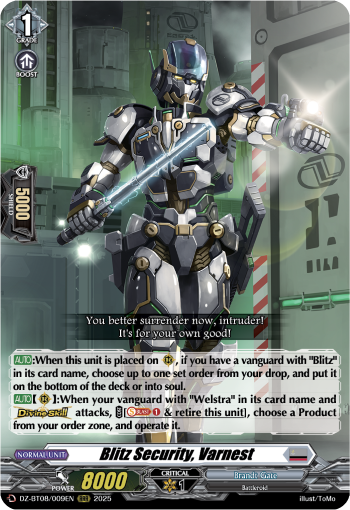 1
GRADE
BOOST
5000
SHIELD
You better surrender now, intruder!
It's for your own good!
AUTO:When this unit is placed on RC, if you have a vanguard with "Blitz"
in its card name, choose up to one set order from your drop, and put it
on the bottom of the deck or into soul.
AUTO【RC】:When your vanguard with "Welstra" in its card name and
Divine Skill attacks, [SOUL-BLAST 1 & retire this unit], choose a Product
from your order zone, and operate it.
NORMAL UNIT
Blitz Security, Varnest
POWER 8000
CRITICAL
1
Brandt Gate
Battleroid
DZ-BT08/009EN RRR 2025
illust/ToMo